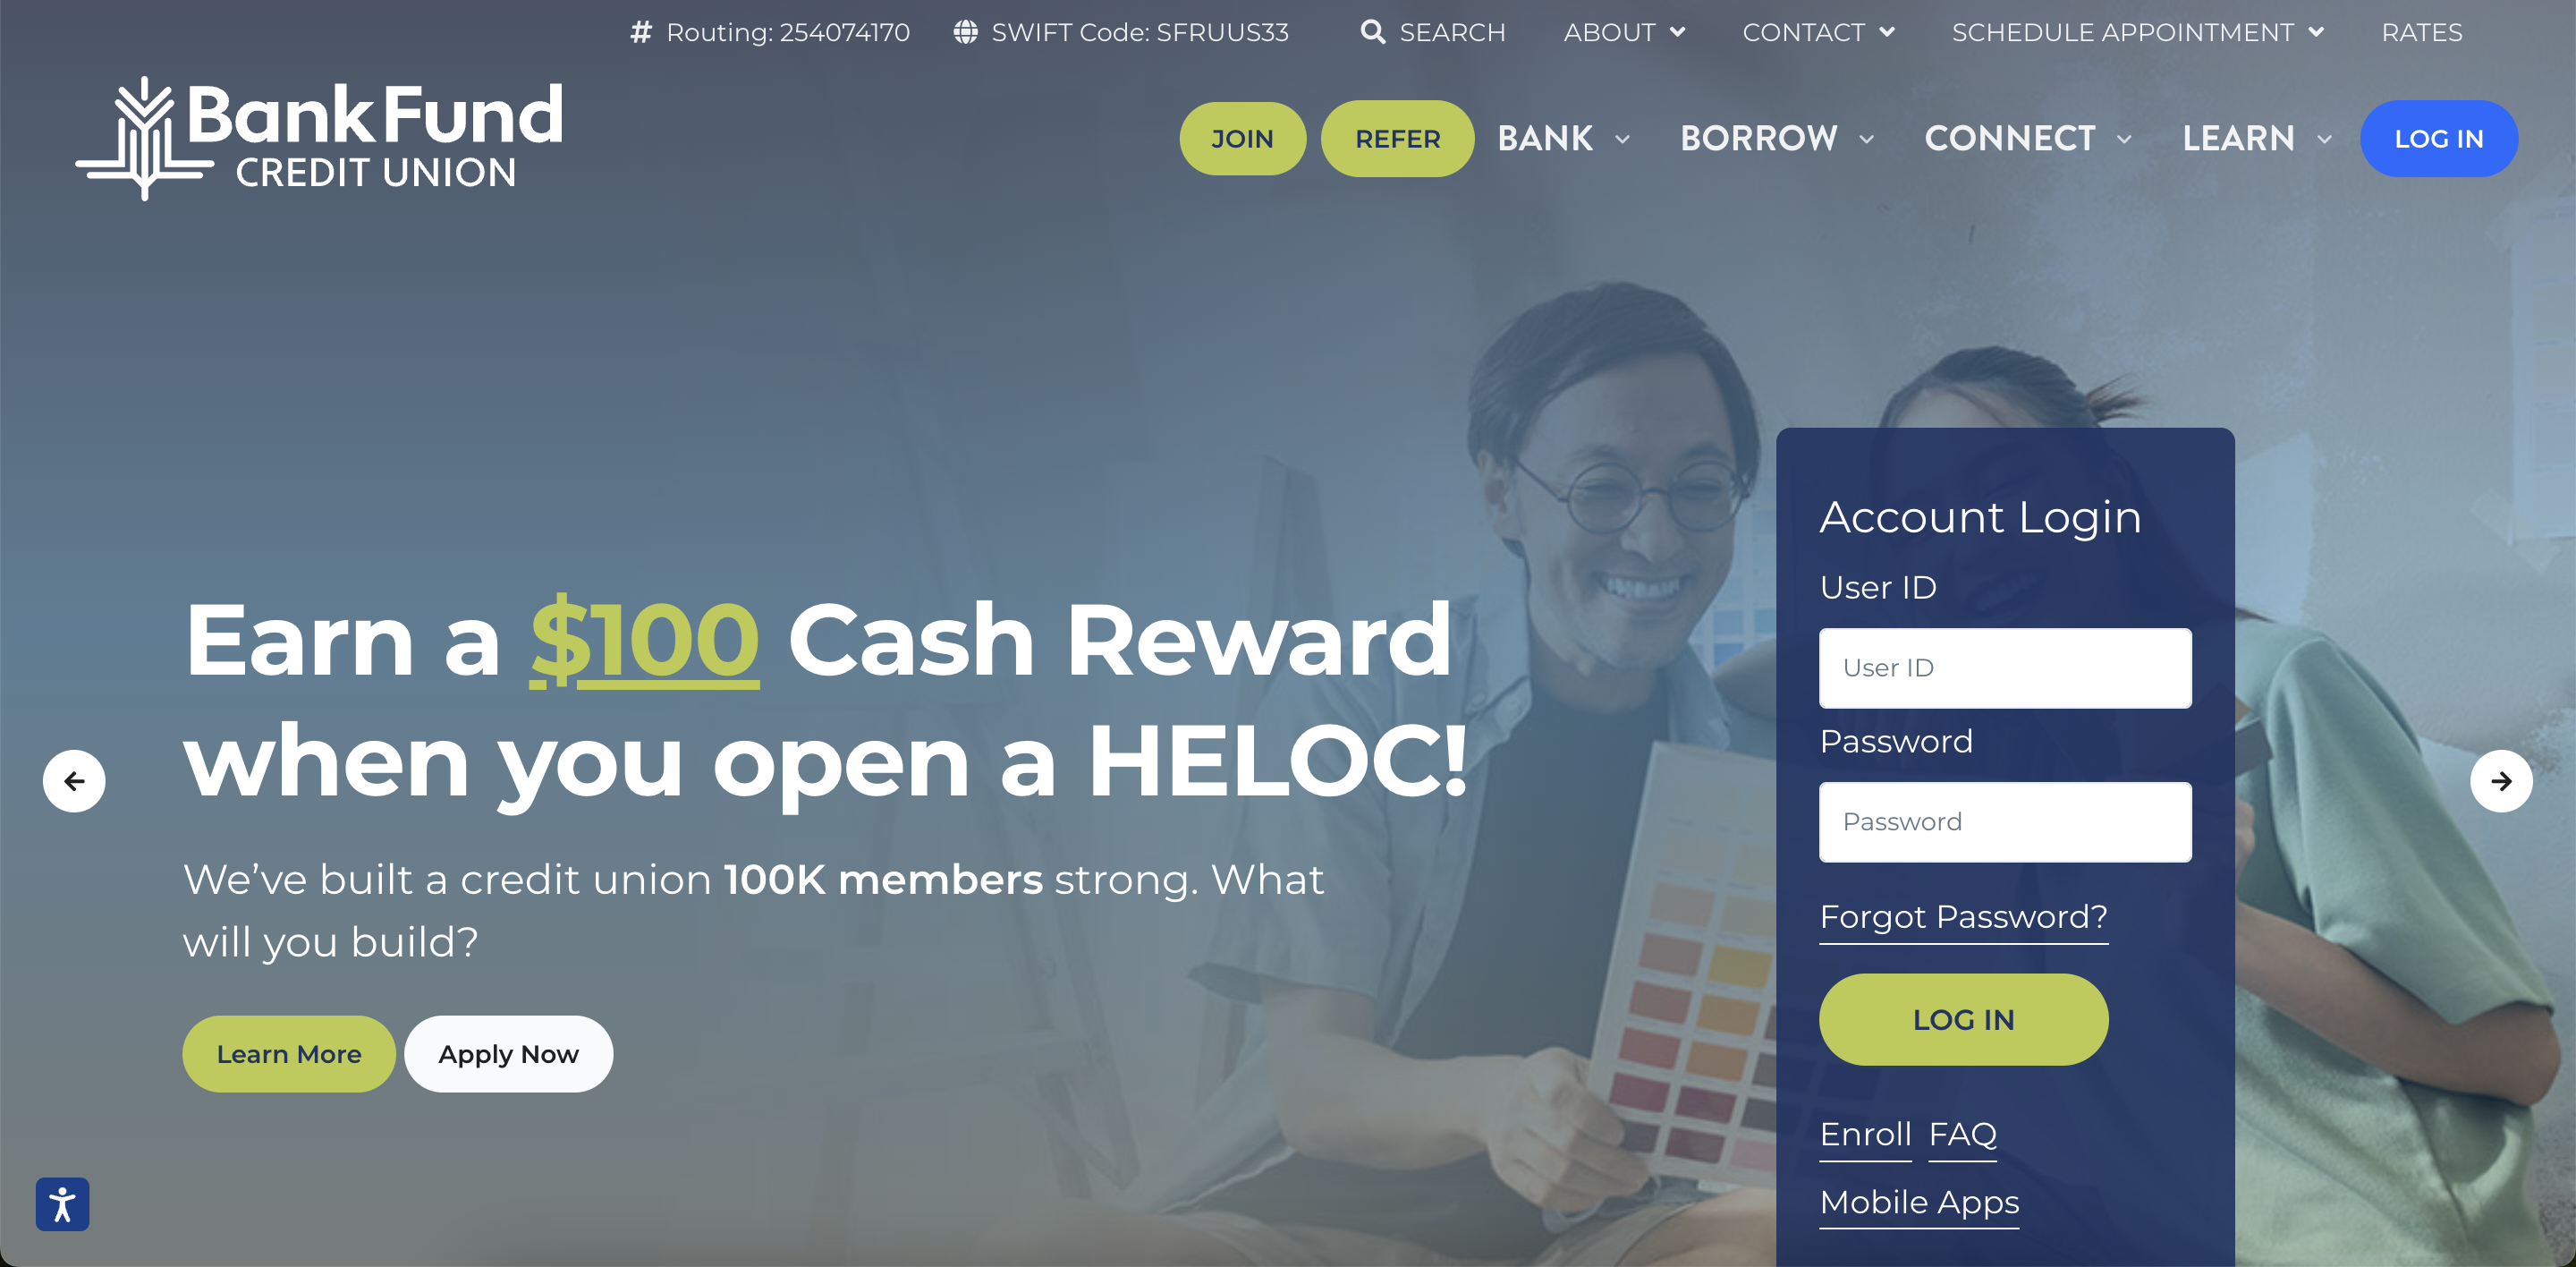 Routing: 254074170 SWIFT Code: SFRUUS33 SEARCH ABOUT CONTACT SCHEDULE APPOINTMENT RATES
BankFund
CREDIT UNION
JOIN REFER BANK BORROW CONNECT LEARN LOG IN
Earn a $100 Cash Reward
when you open a HELOC!
We’ve built a credit union 100K members strong. What
will you build?
Learn More Apply Now
Account Login
User ID
User ID
Password
Password
Forgot Password?
LOG IN
Enroll FAQ
Mobile Apps